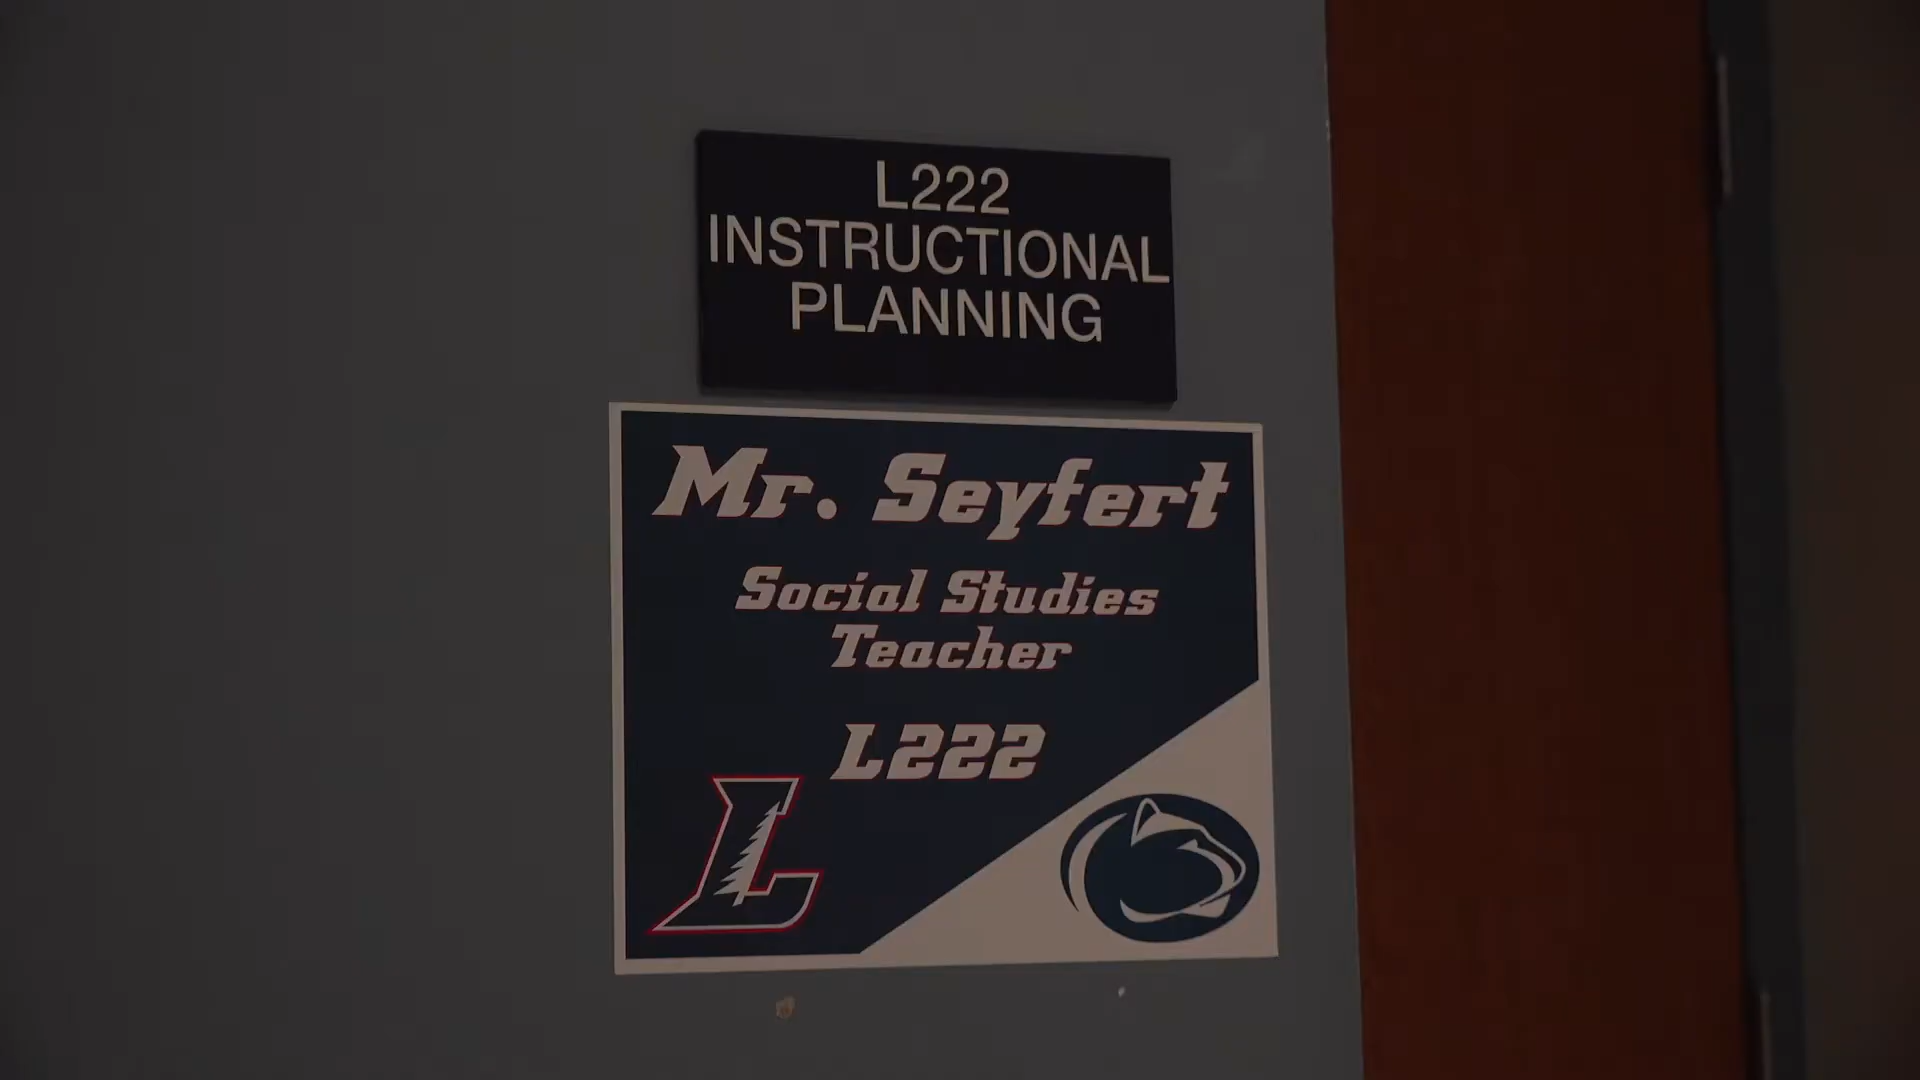 L222
INSTRUCTIONAL
PLANNING
Mr. Seyfert
Social Studies
Teacher
L222
L